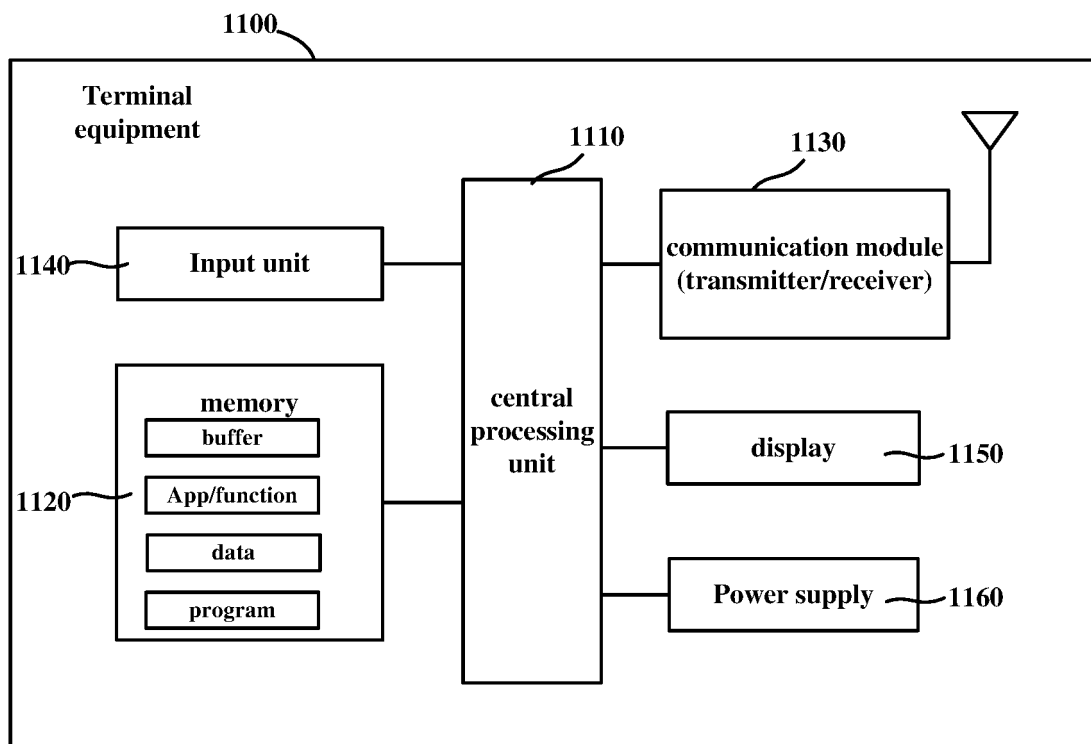 1100
Terminal
equipment
1110
1130
1140
Input unit
communication module
(transmitter/receiver)
memory
buffer
1120
App/function
data
program
central
processing
unit
display
1150
Power supply
1160